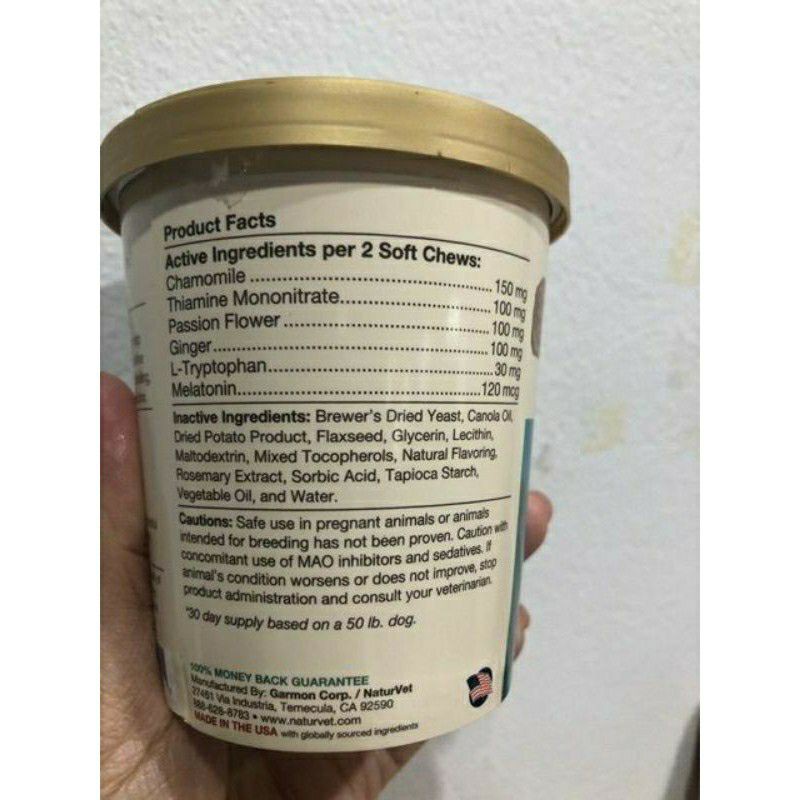 Product Facts
Active Ingredients per 2 Soft Chews:
Chamomile ........................................................ 150 mg
Thiamine Mononitrate................................... 100 mg
Passion Flower ................................................ 100 mg
Ginger................................................................ 100 mg
L-Tryptophan..................................................... 30 mg
Melatonin........................................................ 120 mcg
Inactive Ingredients: Brewer's Dried Yeast, Canola Oil,
Dried Potato Product, Flaxseed, Glycerin, Lecithin,
Maltodextrin, Mixed Tocopherols, Natural Flavoring,
Rosemary Extract, Sorbic Acid, Tapioca Starch,
Vegetable Oil, and Water.
Cautions: Safe use in pregnant animals or animals
intended for breeding has not been proven. Caution with
concomitant use of MAO inhibitors and sedatives. If
animal's condition worsens or does not improve, stop
product administration and consult your veterinarian.
*30 day supply based on a 50 lb. dog.
100% MONEY BACK GUARANTEE
Manufactured By: Garmon Corp. / NaturVet
27461 Via Industria, Temecula, CA 92590
888-628-8783 • www.naturvet.com
MADE IN THE USA with globally sourced ingredients